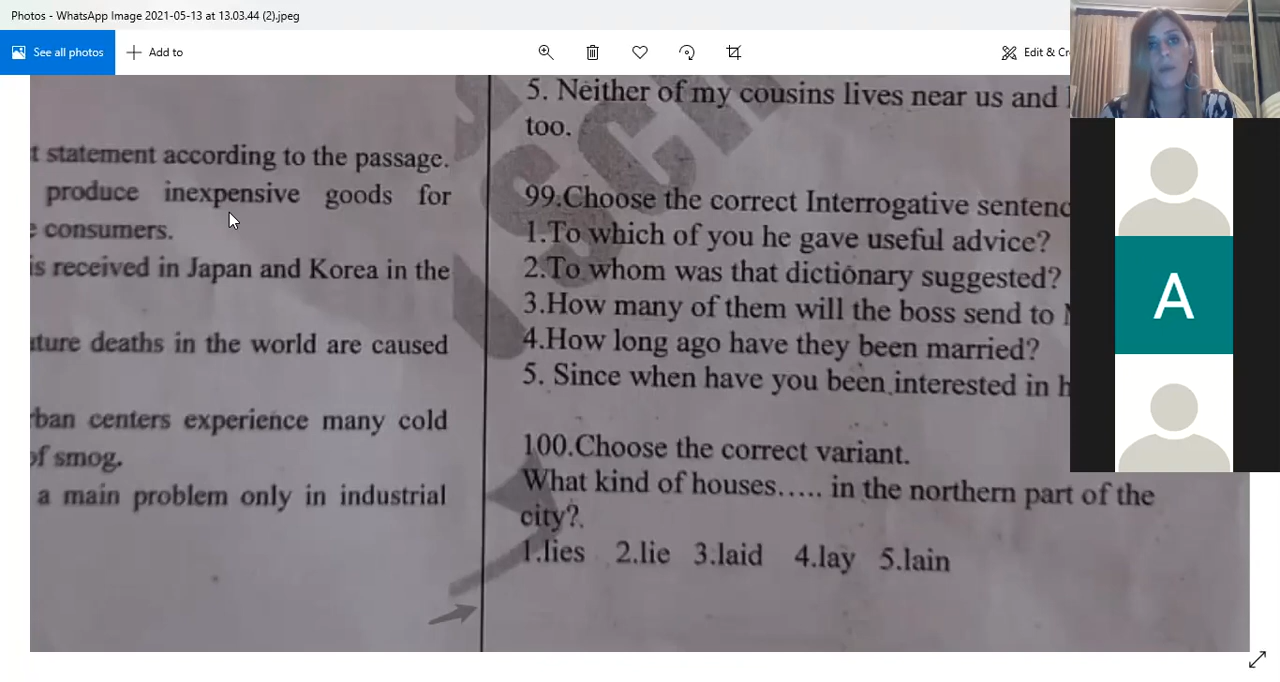 Photos - WhatsApp Image 2021-05-13 at 13.03.44 (2).jpeg
See all photos
Add to
Edit &
statement according to the passage.
produce inexpensive goods for
consumers.
is received in Japan and Korea in the
deaths in the world are caused
centers experience many cold
of smog.
a main problem only in industrial
5. Neither of my cousins lives near us and
too.
99.Choose the correct Interrogative
1.To which of you he gave useful advice?
2.To whom was that dictionary suggested?
3.How many of them will the boss send to
4.How long ago have they been married?
5. Since when have you been interested in
100.Choose the correct variant.
What kind of houses..... in the northern part of the
city?.
1.lies 2.lie 3.laid 4.lay 5.lain
A